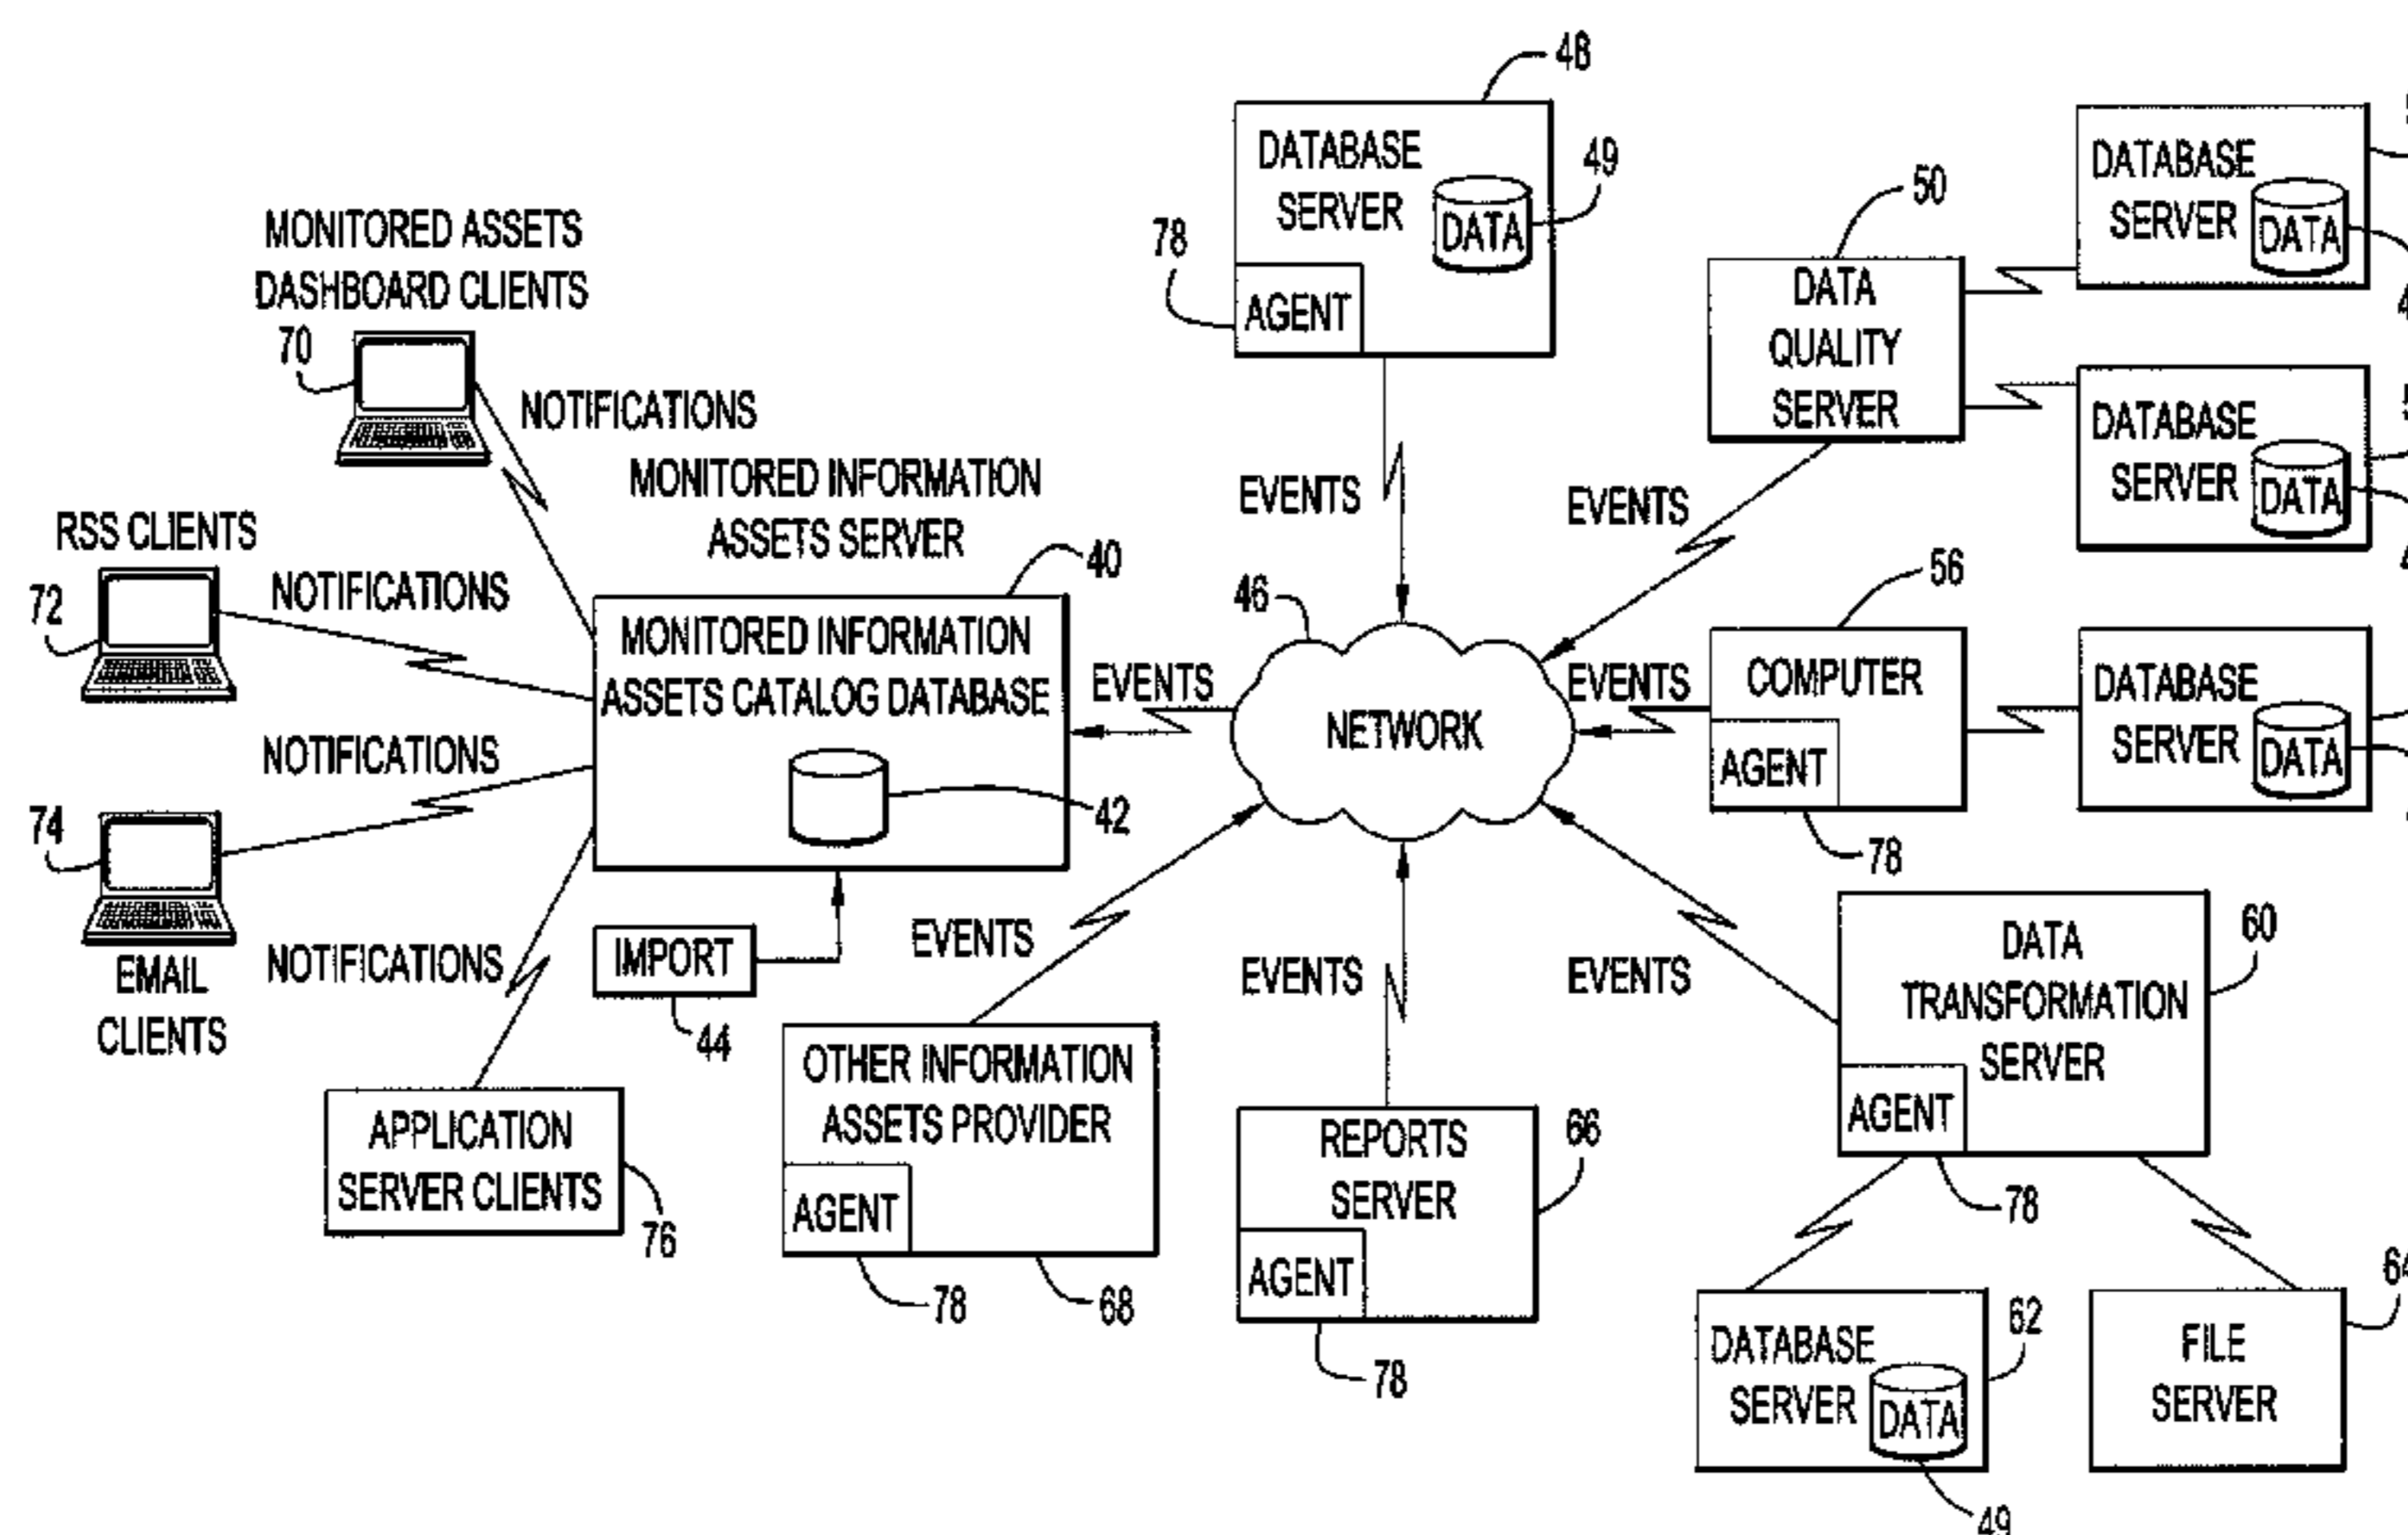 48
DATABASE
SERVER
DATA
49
78
AGENT
EVENTS
50
DATA
QUALITY
SERVER
EVENTS
DATABASE
SERVER
DATA
DATABASE
SERVER
DATA
MONITORED ASSETS
DASHBOARD CLIENTS
70
NOTIFICATIONS
MONITORED INFORMATION
ASSETS SERVER
40
RSS CLIENTS
72
NOTIFICATIONS
MONITORED INFORMATION
ASSETS CATALOG DATABASE
42
EVENTS
46
NETWORK
EVENTS
56
COMPUTER
AGENT
78
DATABASE
SERVER
DATA
NOTIFICATIONS
74
EMAIL
CLIENTS
NOTIFICATIONS
IMPORT
44
EVENTS
EVENTS
EVENTS
DATA
TRANSFORMATION
SERVER
60
AGENT
78
APPLICATION
SERVER CLIENTS
76
OTHER INFORMATION
ASSETS PROVIDER
AGENT
78
68
REPORTS
SERVER
66
AGENT
78
DATABASE
SERVER
DATA
62
49
FILE
SERVER
64